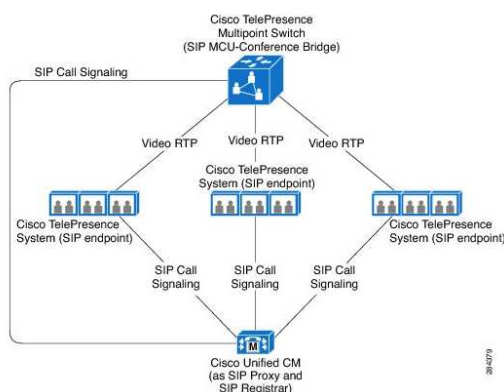 Cisco TelePresence
Multipoint Switch
(SIP MCU-Conference Bridge)
SIP Call Signaling
Video RTP
Video RTP
Video RTP
Cisco TelePresence
System (SIP endpoint)
Cisco TelePresence
System (SIP endpoint)
Cisco TelePresence
System (SIP endpoint)
SIP Call
Signaling
SIP Call
Signaling
SIP Call
Signaling
M
Cisco Unified CM
(as SIP Proxy and
SIP Registrar)